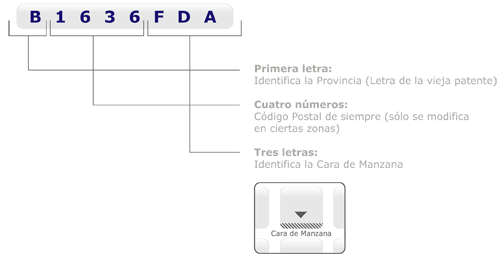 B 1 6 3 6 F D A
Primera letra:
Identifica la Provincia (Letra de la vieja patente)
Cuatro números:
Código Postal de siempre (sólo se modifica
en ciertas zonas)
Tres letras:
Identifica la Cara de Manzana
Cara de Manzana